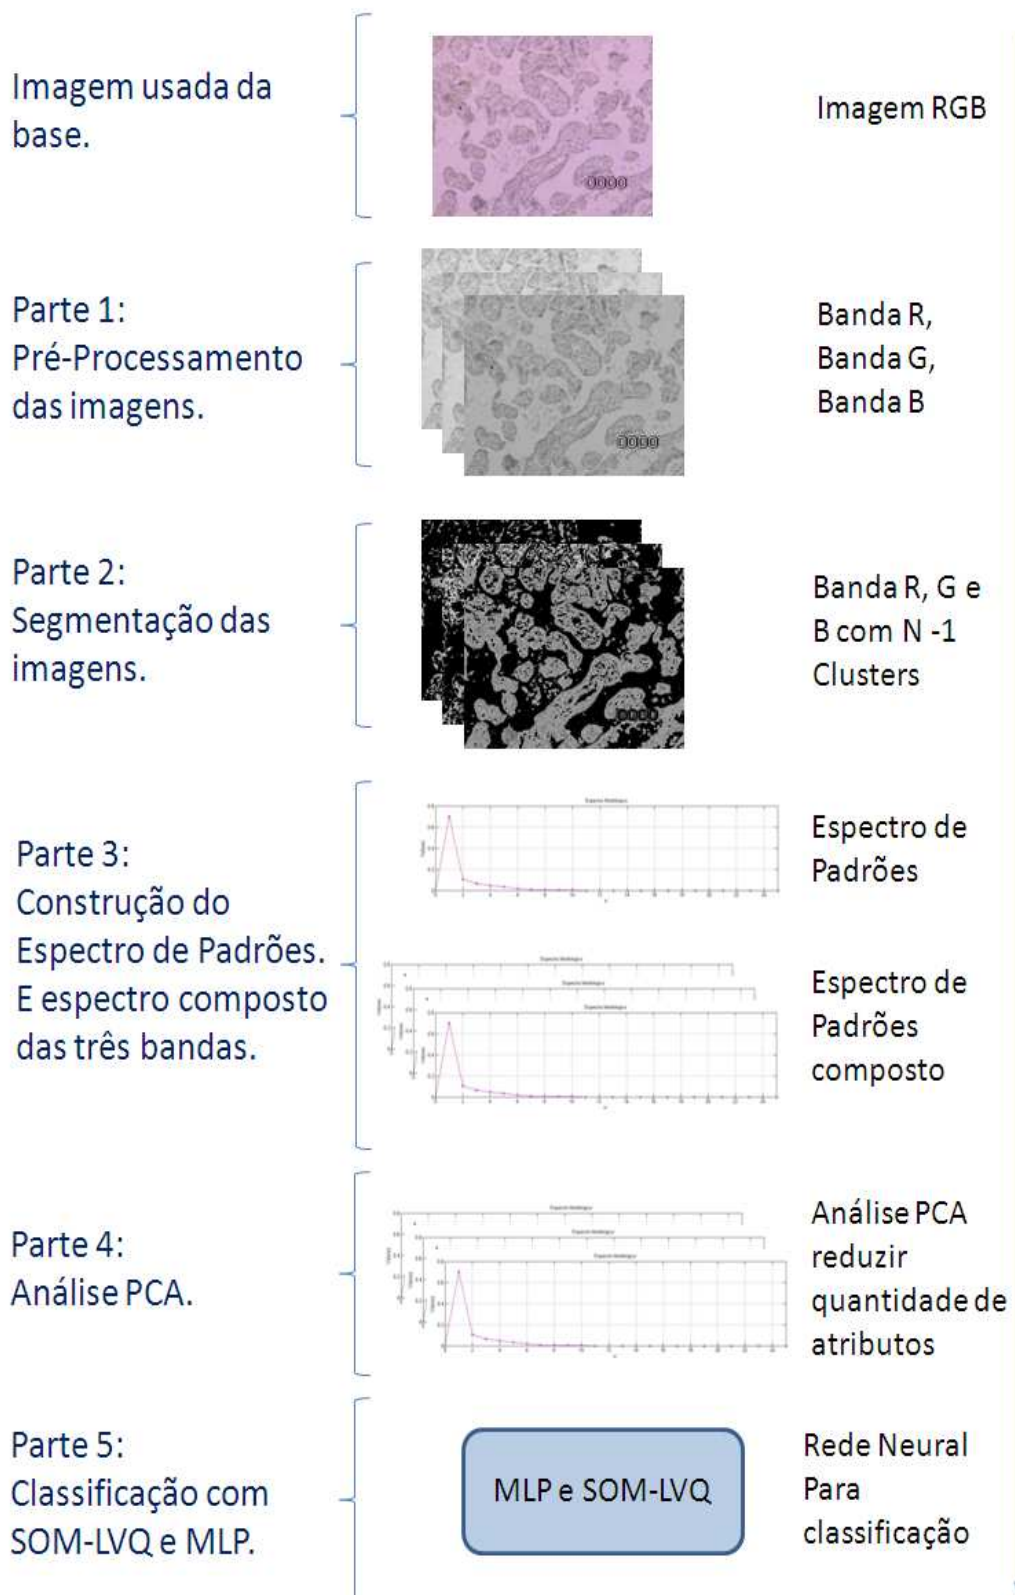 Imagem usada da
base.
Imagem RGB
Parte 1:
Pré-Processamento
das imagens.
Banda R,
Banda G,
Banda B
Parte 2:
Segmentação das
imagens.
Banda R, G e
B com N -1
Clusters
Parte 3:
Construção do
Espectro de Padrões.
E espectro composto
das três bandas.
Espectro de
Padrões
Espectro de
Padrões
composto
Parte 4:
Análise PCA.
Análise PCA
reduzir
quantidade de
atributos
Parte 5:
Classificação com
SOM-LVQ e MLP.
MLP e SOM-LVQ
Rede Neural
Para
classificação